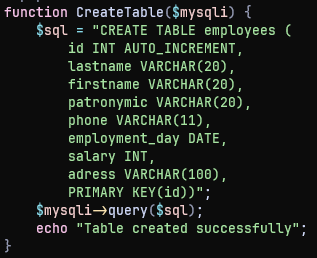 function CreateTable($mysqli) {
    $sql = "CREATE TABLE employees (
        id INT AUTO_INCREMENT,
        lastname VARCHAR(20),
        firstname VARCHAR(20),
        patronymic VARCHAR(20),
        phone VARCHAR(11),
        employment_day DATE,
        salary INT,
        adress VARCHAR(100),
        PRIMARY KEY(id))";
    $mysqli->query($sql);
    echo "Table created successfully";
}